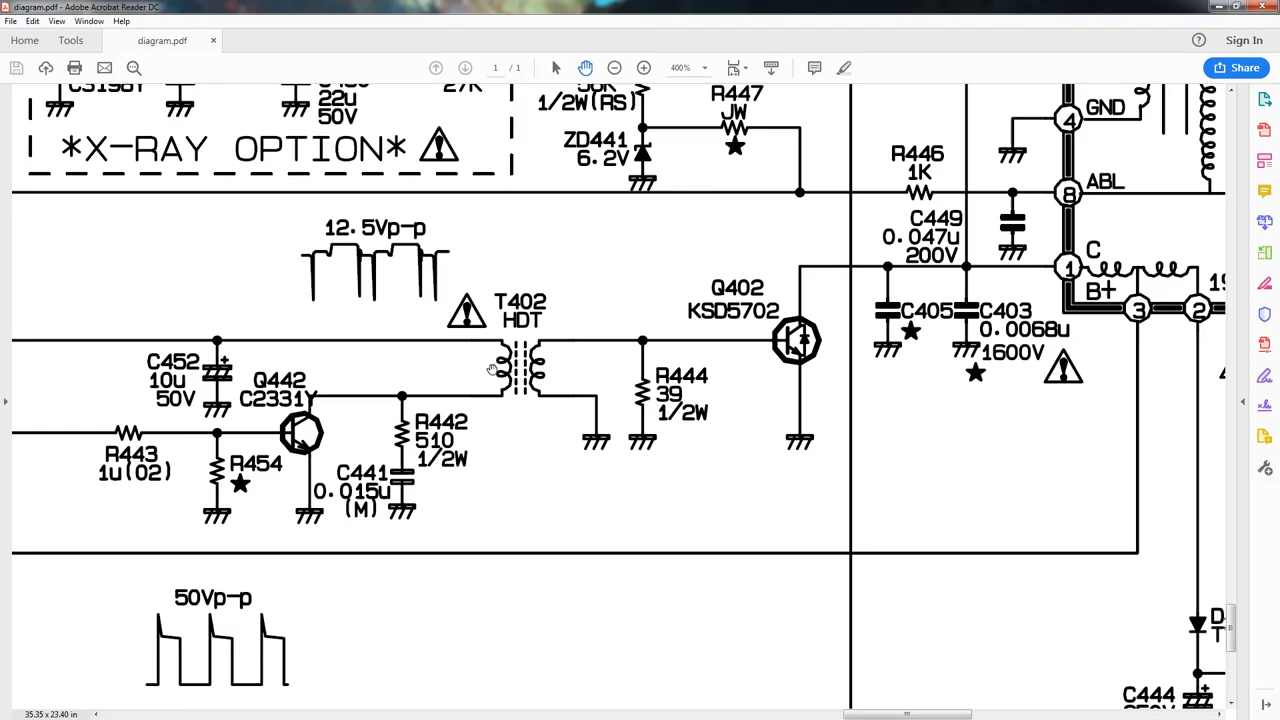 diagram.pdf - Adobe Acrobat Reader DC
File Edit View Window Help
Home Tools diagram.pdf Sign In
1 / 1 400% Share
C3198Y
22u
50V
27K
*X-RAY OPTION*
1/2W(RS)
ZD441
6.2V
R447
JW
GND
4
R446
1K
ABL
8
12.5Vp-p
C449
0.047u
200V
C
1
B+
3
2
Q402
KSD5702
T402
HDT
C405
C403
0.0068u
1600V
C452
10u
50V
Q442
C2331Y
R444
39
1/2W
R442
510
1/2W
R443
1u(02)
R454
C441
0.015u
(M)
50Vp-p
C444
35.35 x 23.40 in